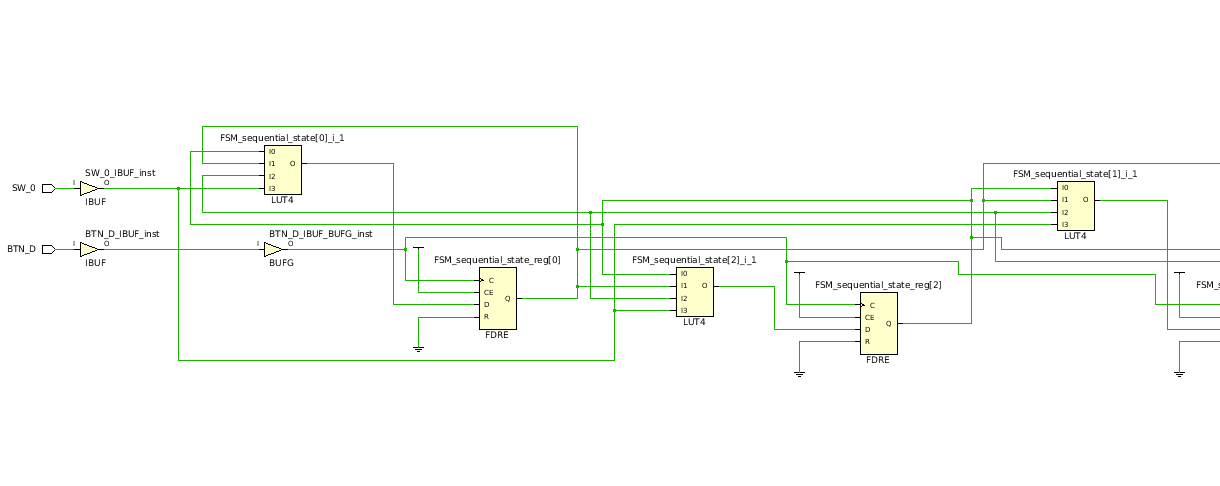 FSM_sequential_state[0]_i_1
I0
I1
O
I2
I3
LUT4
SW_0_IBUF_inst
SW_0
I
O
IBUF
BTN_D_IBUF_inst
BTN_D
I
O
IBUF
BTN_D_IBUF_BUFG_inst
I
O
BUFG
FSM_sequential_state_reg[0]
C
CE
D
Q
R
FDRE
FSM_sequential_state[2]_i_1
I0
I1
O
I2
I3
LUT4
FSM_sequential_state_reg[2]
C
CE
D
Q
R
FDRE
FSM_sequential_state[1]_i_1
I0
I1
O
I2
I3
LUT4